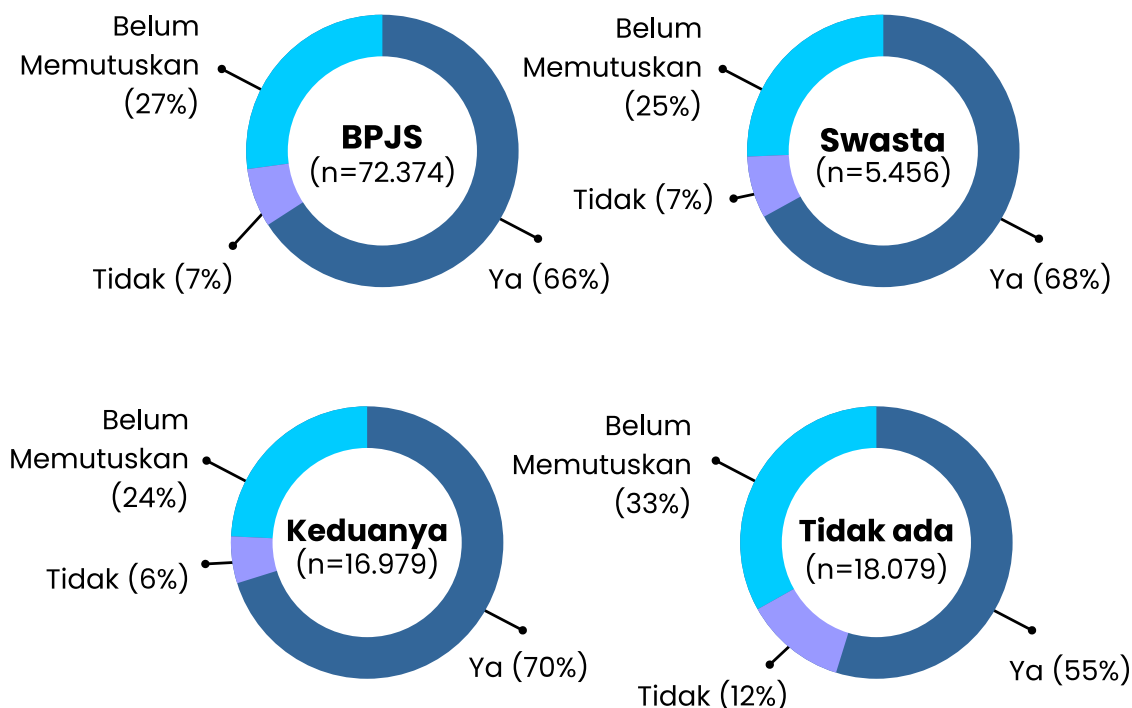 Belum
Memutuskan
(27%)
BPJS
(n=72.374)
Tidak (7%)
Ya (66%)
Belum
Memutuskan
(25%)
Swasta
(n=5.456)
Tidak (7%)
Ya (68%)
Belum
Memutuskan
(24%)
Keduanya
(n=16.979)
Tidak (6%)
Ya (70%)
Belum
Memutuskan
(33%)
Tidak ada
(n=18.079)
Tidak (12%)
Ya (55%)